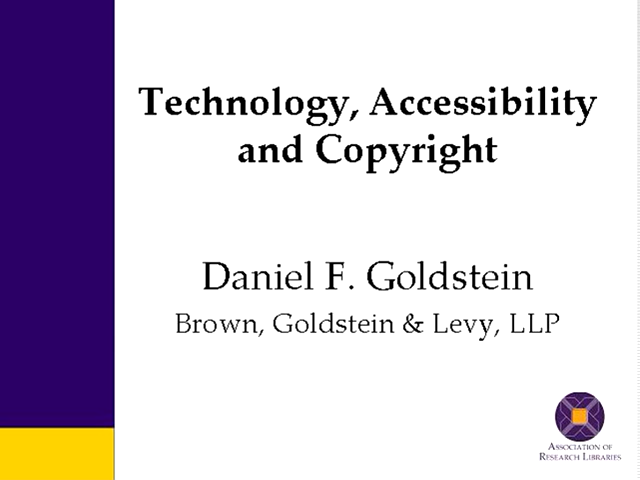 Technology, Accessibility
and Copyright
Daniel F. Goldstein
Brown, Goldstein & Levy, LLP
Association of
Research Libraries